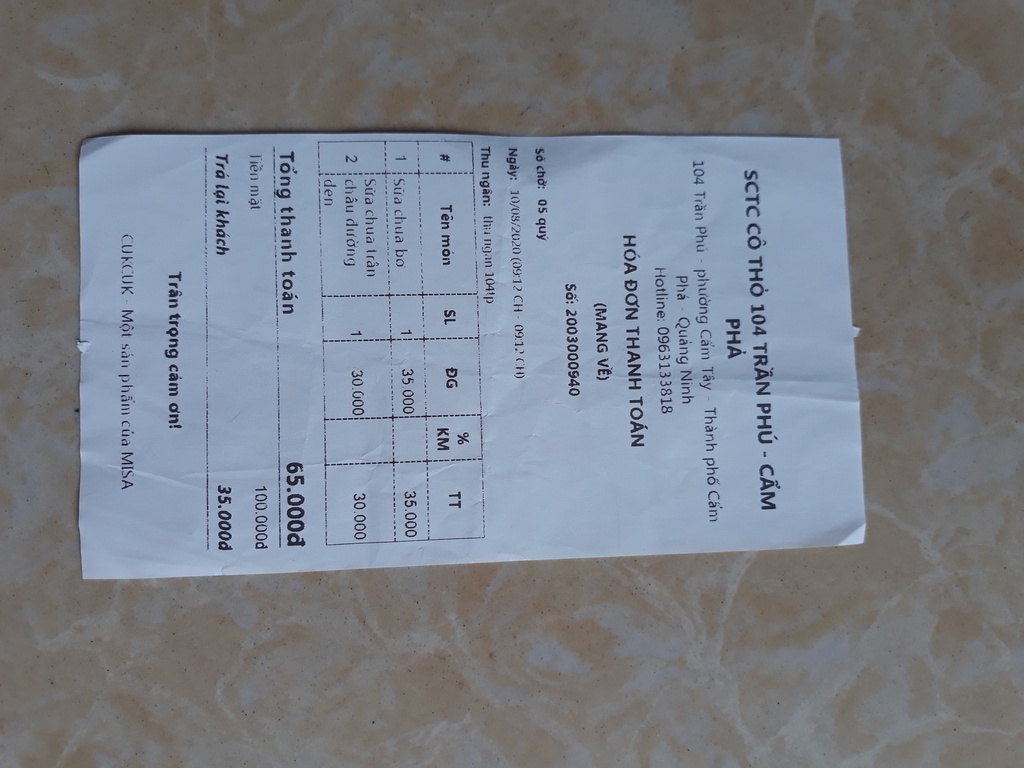 SCTC CÔ THỎ 104 TRẦN PHÚ - CẨM
PHẢ
104 Trần Phú - phường Cẩm Tây - Thành phố Cẩm
Phả - Quảng Ninh
Hotline: 0963133818
HÓA ĐƠN THANH TOÁN
(MANG VỀ)
Số: 2003000940
Số chờ: 05 quý
Ngày: 10/08/2020 (09:12 CH - 09:12 CH)
Thu ngân: thu ngan 104tp
# Tên món SL ĐG % KM TT
1 Sữa chua bơ 1 35.000 35.000
2 Sữa chua trân châu đường đen 1 30.000 30.000
Tổng thanh toán 65.000đ
Tiền mặt 100.000đ
Trả lại khách 35.000đ
Trân trọng cảm ơn!
CUKCUK - Một sản phẩm của MISA